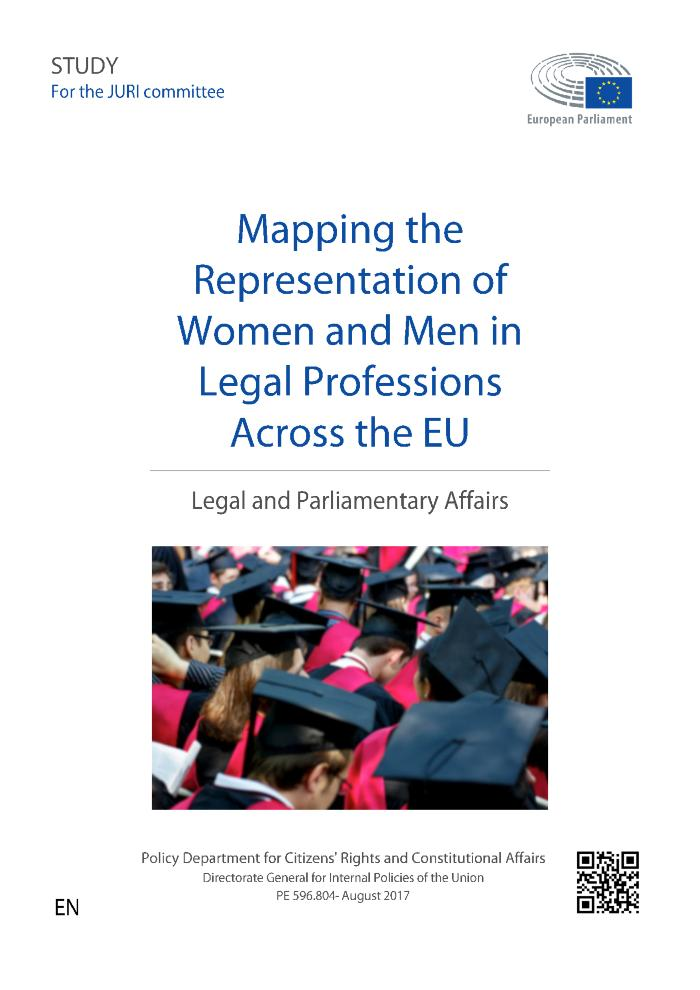 STUDY
For the JURI committee
European Parliament
Mapping the
Representation of
Women and Men in
Legal Professions
Across the EU
Legal and Parliamentary Affairs
Policy Department for Citizens' Rights and Constitutional Affairs
Directorate General for Internal Policies of the Union
PE 596.804- August 2017
EN